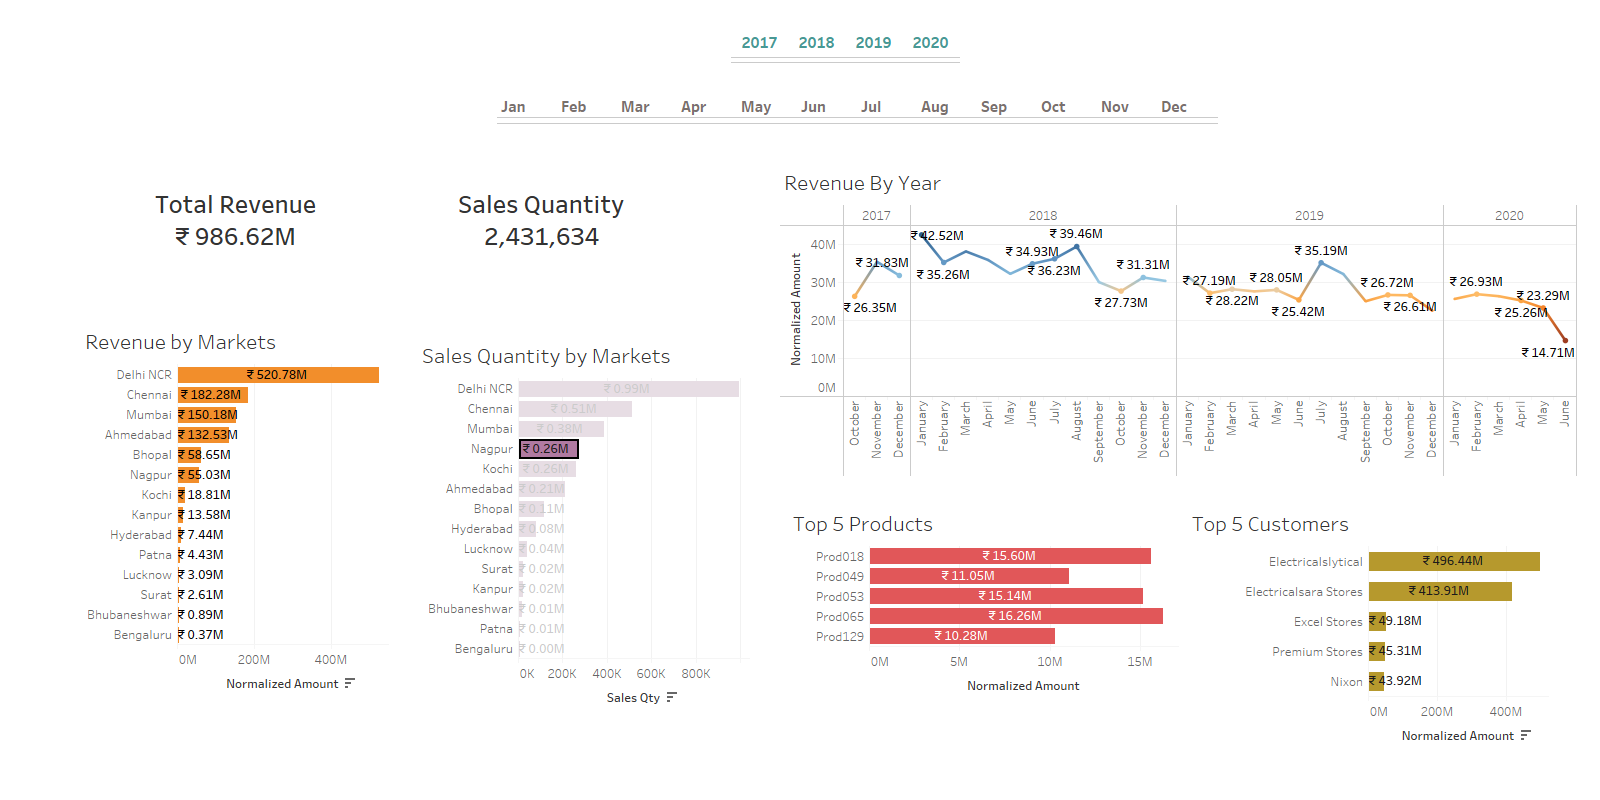 2017 2018 2019 2020
Jan Feb Mar Apr May Jun Jul Aug Sep Oct Nov Dec
Total Revenue
₹ 986.62M
Sales Quantity
2,431,634
Revenue by Markets
Delhi NCR ₹ 520.78M
Chennai ₹ 182.28M
Mumbai ₹ 150.18M
Ahmedabad ₹ 132.53M
Bhopal ₹ 58.65M
Nagpur ₹ 55.03M
Kochi ₹ 18.81M
Kanpur ₹ 13.58M
Hyderabad ₹ 7.44M
Patna ₹ 4.43M
Lucknow ₹ 3.09M
Surat ₹ 2.61M
Bhubaneshwar ₹ 0.89M
Bengaluru ₹ 0.37M
0M 200M 400M
Normalized Amount
Sales Quantity by Markets
Delhi NCR ₹ 0.99M
Chennai ₹ 0.51M
Mumbai ₹ 0.38M
Nagpur ₹ 0.26M
Kochi ₹ 0.26M
Ahmedabad ₹ 0.21M
Bhopal ₹ 0.11M
Hyderabad ₹ 0.08M
Lucknow ₹ 0.04M
Surat ₹ 0.02M
Kanpur ₹ 0.02M
Bhubaneshwar ₹ 0.01M
Patna ₹ 0.01M
Bengaluru ₹ 0.00M
0K 200K 400K 600K 800K
Sales Qty
Revenue By Year
2017 2018 2019 2020
Normalized Amount
40M
30M
20M
10M
0M
₹ 26.35M
₹ 31.83M
₹ 42.52M
₹ 35.26M
₹ 34.93M
₹ 36.23M
₹ 39.46M
₹ 27.73M
₹ 31.31M
₹ 27.19M
₹ 28.22M
₹ 28.05M
₹ 25.42M
₹ 35.19M
₹ 26.72M
₹ 26.61M
₹ 26.93M
₹ 25.26M
₹ 23.29M
₹ 14.71M
October November December January February March April May June July August September October November December January February March April May June July August September October November December January February March April May June
Top 5 Products
Prod018 ₹ 15.60M
Prod049 ₹ 11.05M
Prod053 ₹ 15.14M
Prod065 ₹ 16.26M
Prod129 ₹ 10.28M
0M 5M 10M 15M
Normalized Amount
Top 5 Customers
Electricalslytical ₹ 496.44M
Electricalsara Stores ₹ 413.91M
Excel Stores ₹ 49.18M
Premium Stores ₹ 45.31M
Nixon ₹ 43.92M
0M 200M 400M
Normalized Amount